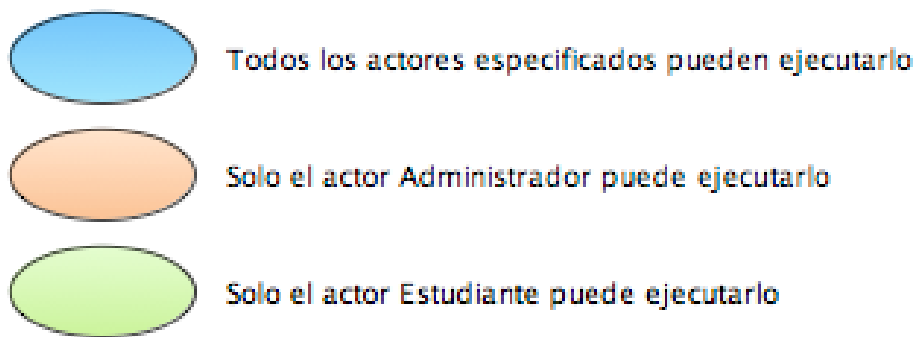 Todos los actores especificados pueden ejecutarlo
Solo el actor Administrador puede ejecutarlo
Solo el actor Estudiante puede ejecutarlo